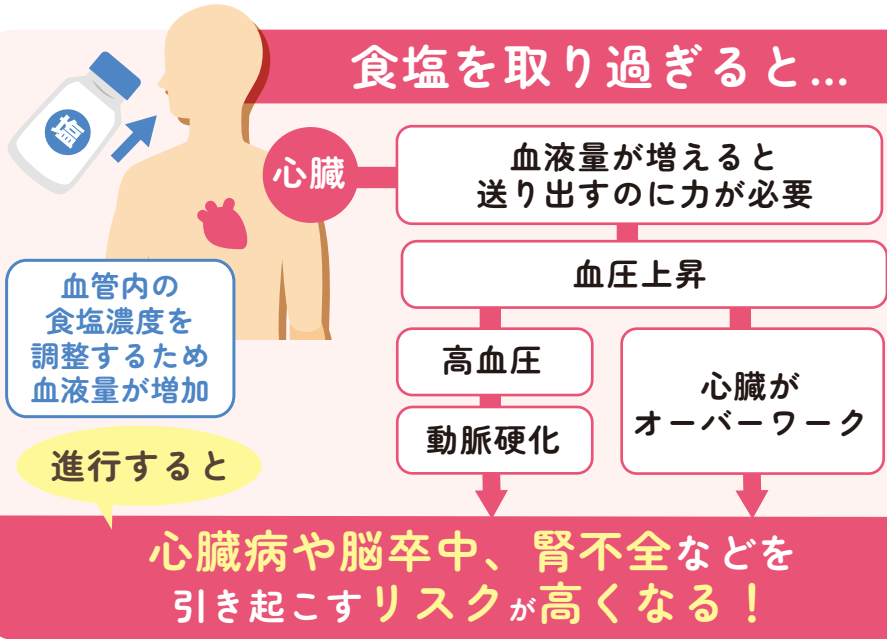 食塩を取り過ぎると...
塩
心臓
血液量が増えると
送り出すのに力が必要
血圧上昇
血管内の
食塩濃度を
調整するため
血液量が増加
高血圧
動脈硬化
心臓が
オーバーワーク
進行すると
心臓病や脳卒中、腎不全などを
引き起こすリスクが高くなる！